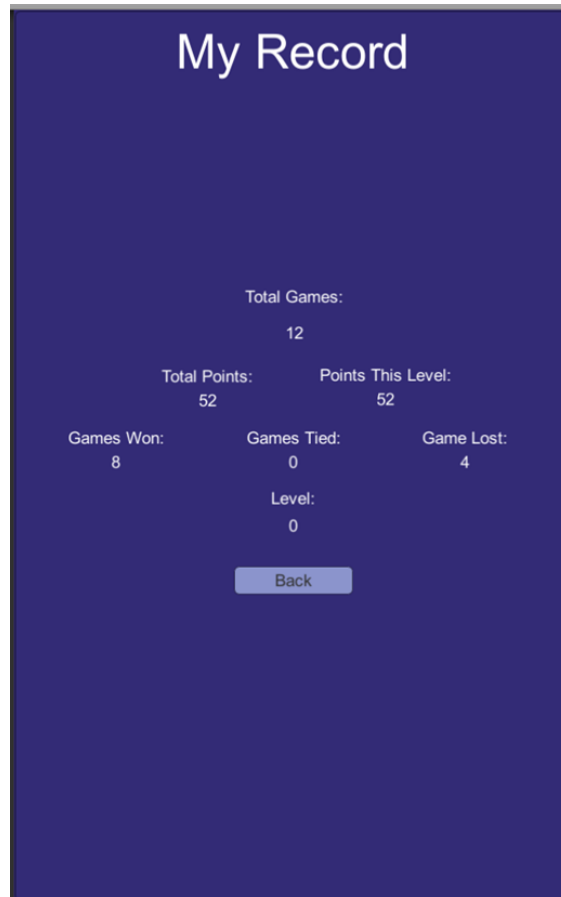 My Record
Total Games:
12
Total Points: Points This Level:
52 52
Games Won: Games Tied: Game Lost:
8 0 4
Level:
0
Back